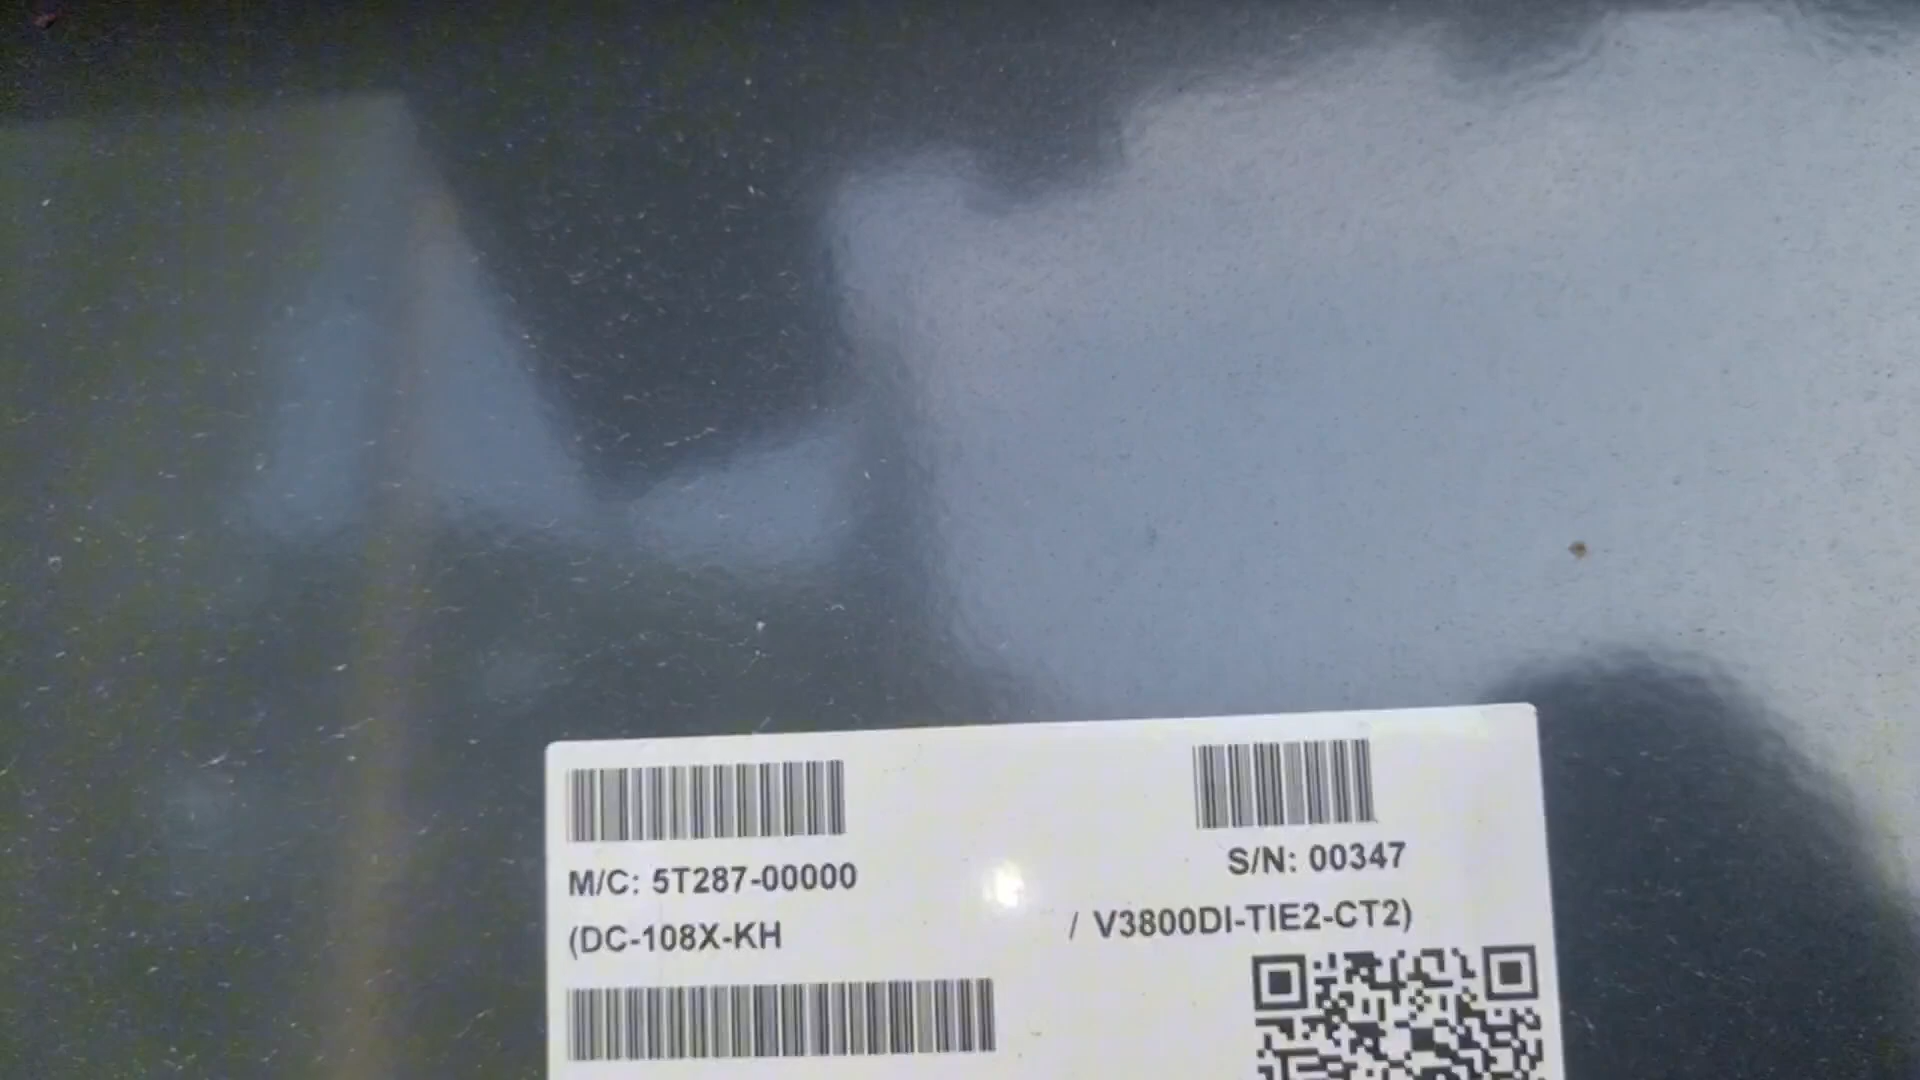 M/C: 5T287-00000
S/N: 00347
(DC-108X-KH / V3800DI-TIE2-CT2)